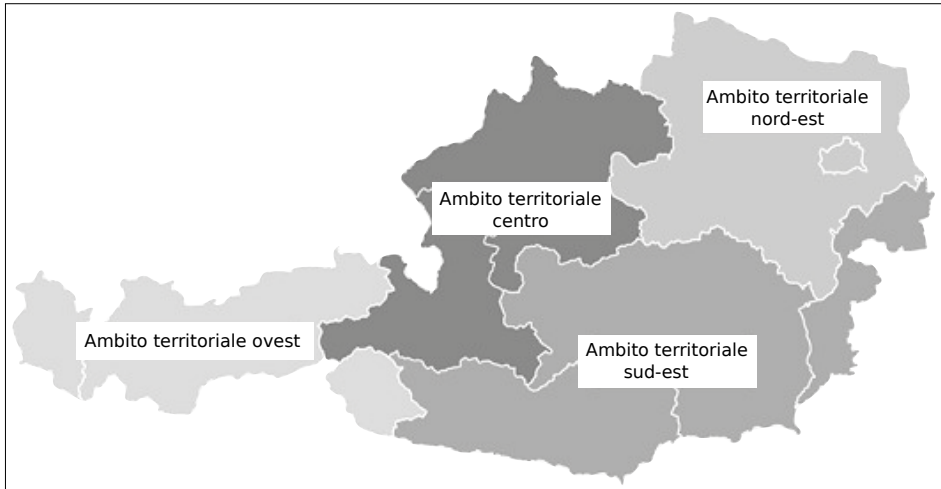 Ambito territoriale
nord-est
Ambito territoriale
centro
Ambito territoriale ovest
Ambito territoriale
sud-est